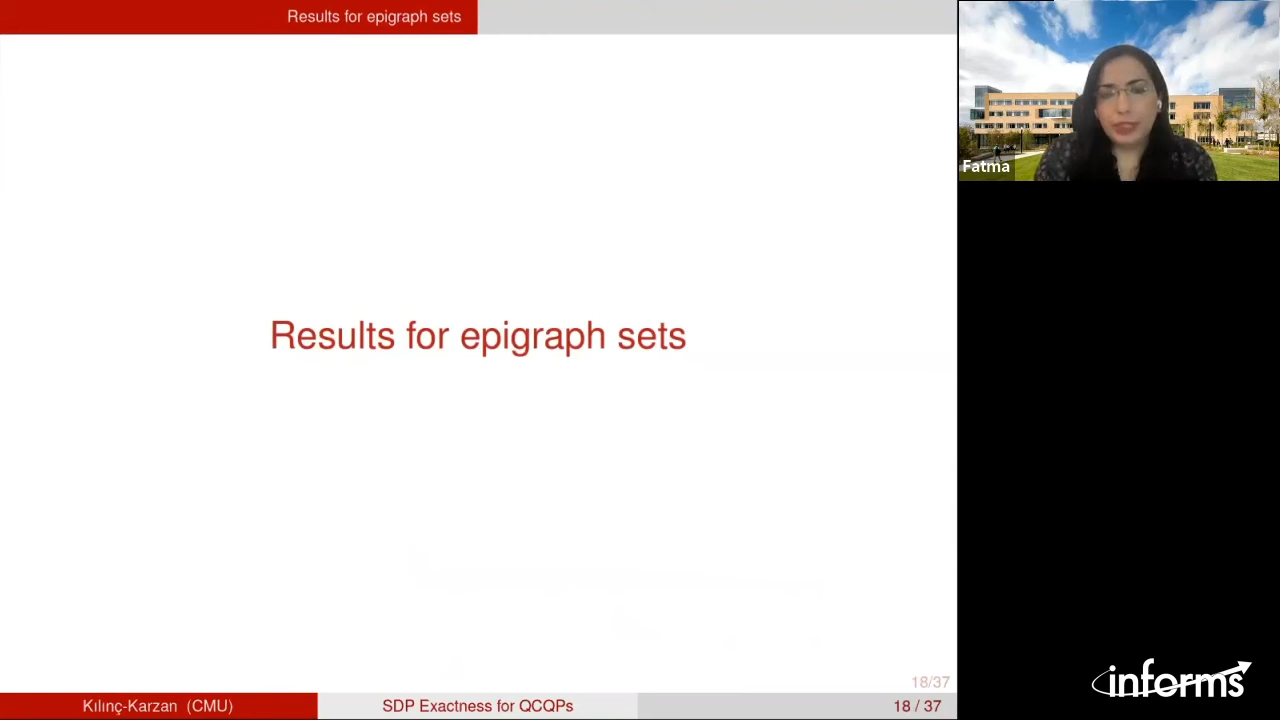 Results for epigraph sets
Fatma
Results for epigraph sets
18/37
Kılınç-Karzan (CMU)
SDP Exactness for QCQPs
18 / 37
informs